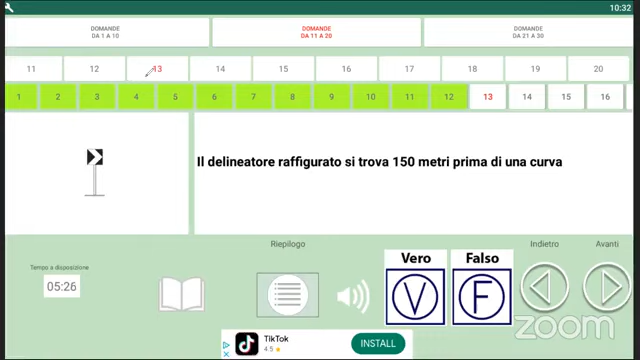 10:32
DOMANDE
DA 1 A 10
DOMANDE
DA 11 A 20
DOMANDE
DA 21 A 30
11 12 13 14 15 16 17 18 19 20
1 2 3 4 5 6 7 8 9 10 11 12 13 14 15 16
Il delineatore raffigurato si trova 150 metri prima di una curva
Riepilogo
Vero
Falso
Indietro
Avanti
Tempo a disposizione
05:26
V
F
TikTok
4.5
INSTALL
zoom